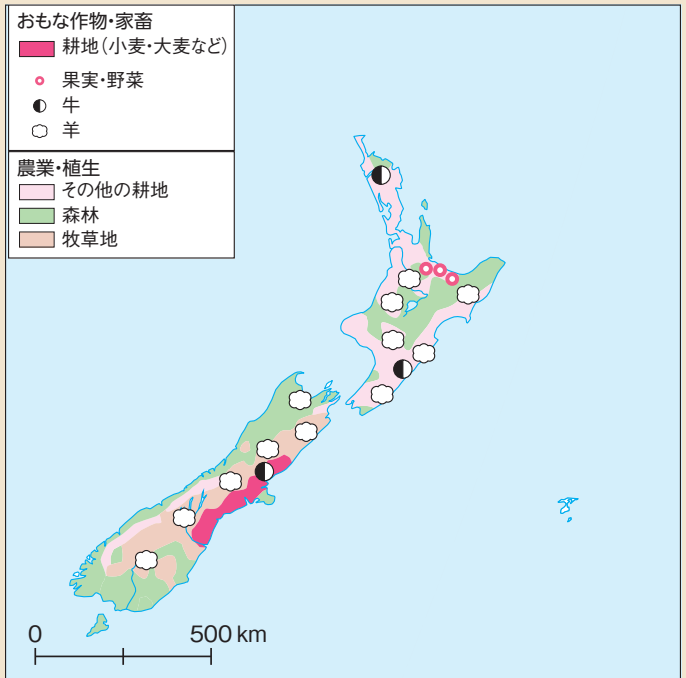 おもな作物・家畜
耕地(小麦・大麦など)
果実・野菜
牛
羊
農業・植生
その他の耕地
森林
牧草地
0 500 km